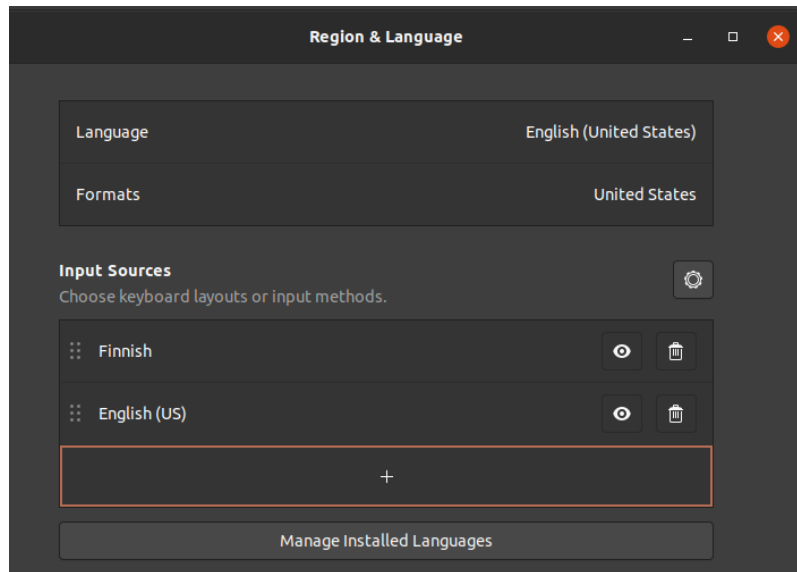 Region & Language
Language English (United States)
Formats United States
Input Sources
Choose keyboard layouts or input methods.
Finnish
English (US)
+
Manage Installed Languages